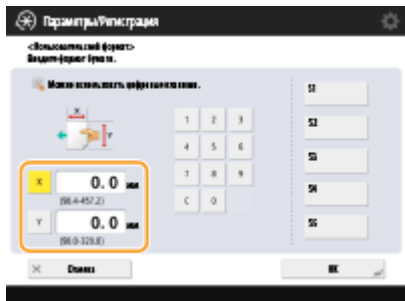 Параметры/Регистрация
<Пользовательский формат>
Введите формат бумаги.
Можно использовать цифровые клавиши.
X
Y
1 2 3
4 5 6
7 8 9
C 0
X 0.0 мм
(98.4-457.2)
Y 0.0 мм
(98.0-320.0)
S1
S2
S3
S4
S5
Отмена
OK